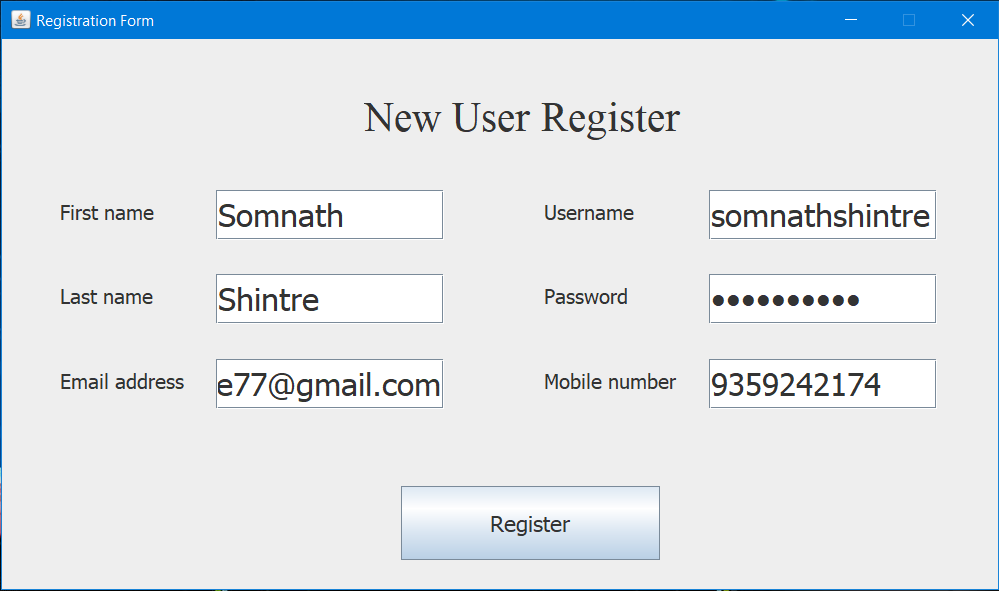 Registration Form
New User Register
First name Somnath Username somnathshintre
Last name Shintre Password ••••••••••
Email address e77@gmail.com Mobile number 9359242174
Register